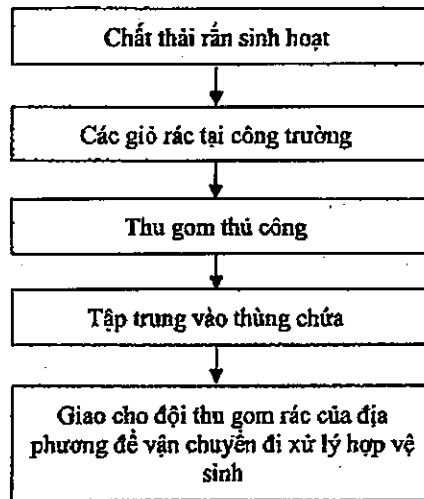 Chất thải rắn sinh hoạt
Các giỏ rác tại công trường
Thu gom thủ công
Tập trung vào thùng chứa
Giao cho đội thu gom rác của địa
phương để vận chuyển đi xử lý hợp vệ
sinh